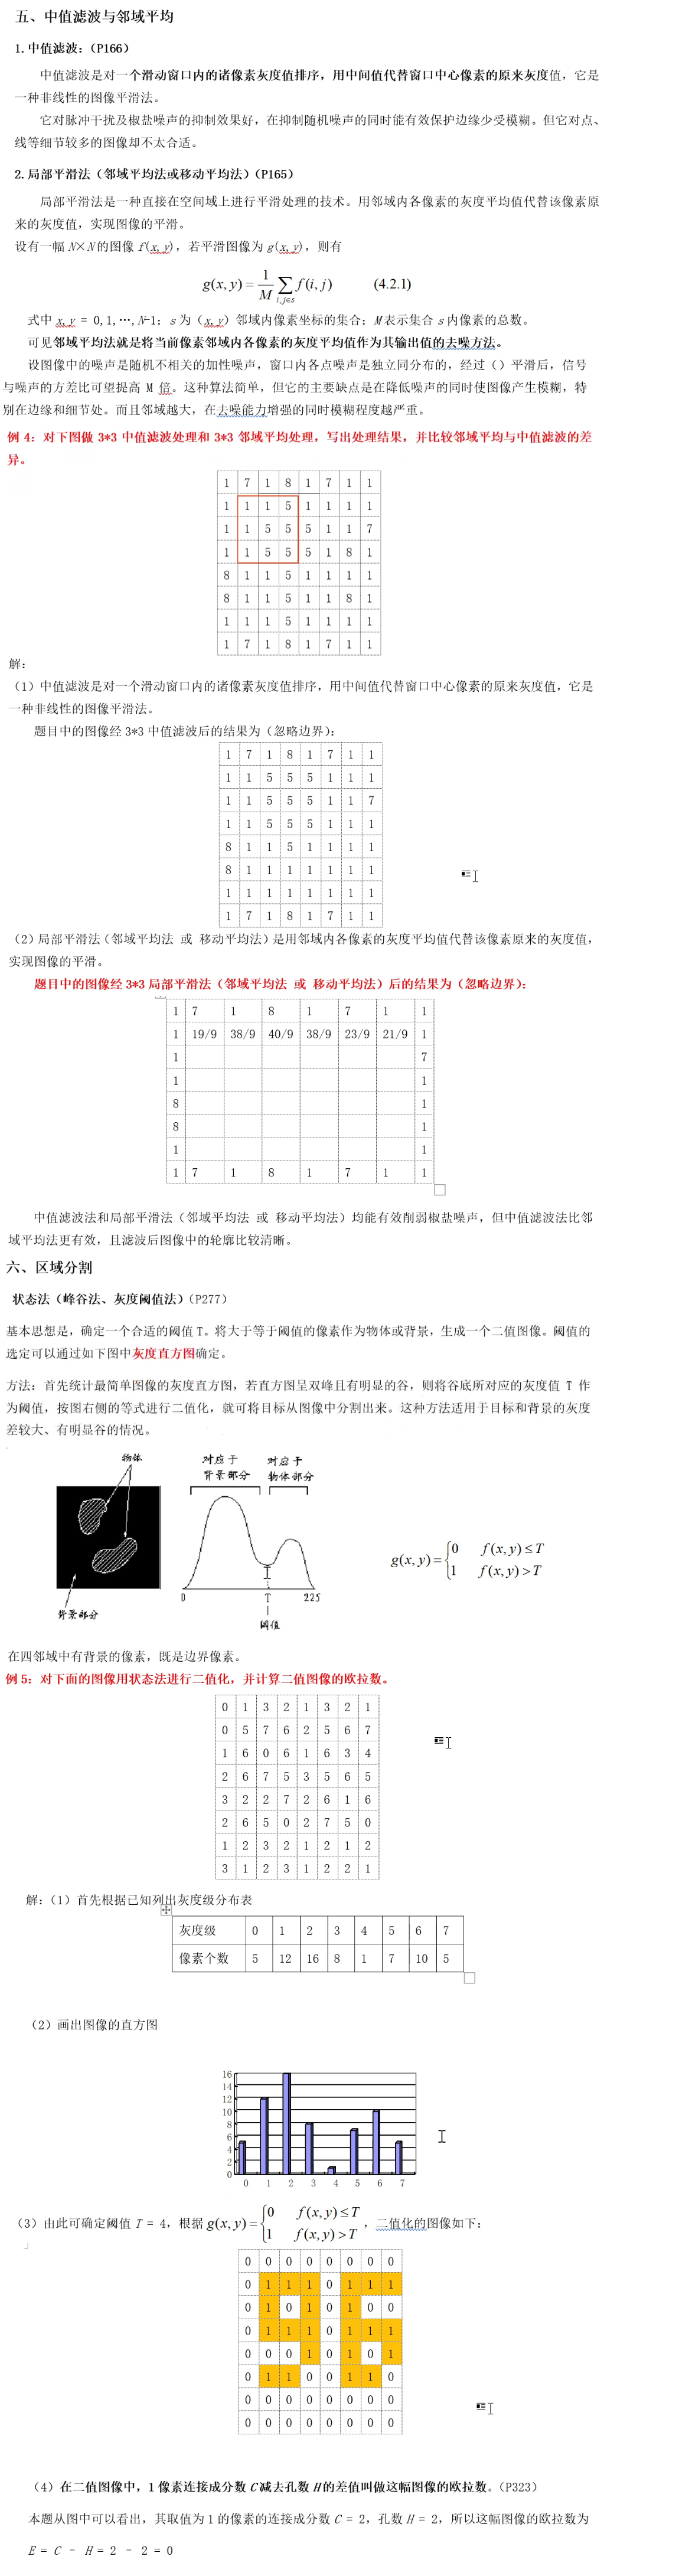 五、中值滤波与邻域平均
1.中值滤波：（P166）
中值滤波是对一个滑动窗口内的诸像素灰度值排序，用中间值代替窗口中心像素的原来灰度值，它是
一种非线性的图像平滑法。
它对脉冲干扰及椒盐噪声的抑制效果好，在抑制随机噪声的同时能有效保护边缘少受模糊。但它对点、
线等细节较多的图像却不太合适。
2.局部平滑法（邻域平均法或移动平均法）（P165）
局部平滑法是一种直接在空间域上进行平滑处理的技术。用邻域内各像素的灰度平均值代替该像素原
来的灰度值，实现图像的平滑。
设有一幅 N×N 的图像 f(x,y)，若平滑图像为 g(x,y)，则有
g(x,y)=1/M ∑ i,j∈s f(i,j) (4.2.1)
式中 x,y = 0,1,…,N-1；s 为（x,y）邻域内像素坐标的集合；M 表示集合 s 内像素的总数。
可见邻域平均法就是将当前像素邻域内各像素的灰度平均值作为其输出值的去噪方法。
设图像中的噪声是随机不相关的加性噪声，窗口内各点噪声是独立同分布的，经过（）平滑后，信号
与噪声的方差比可望提高 M 倍。这种算法简单，但它的主要缺点是在降低噪声的同时使图像产生模糊，特
别在边缘和细节处。而且邻域越大，在去噪能力增强的同时模糊程度越严重。
例 4：对下图做 3*3 中值滤波处理和 3*3 邻域平均处理，写出处理结果，并比较邻域平均与中值滤波的差
异。
1 7 1 8 1 7 1 1
1 1 1 5 1 1 1 1
1 1 5 5 5 1 1 7
1 1 5 5 5 1 8 1
8 1 1 5 1 1 1 1
8 1 1 5 1 1 8 1
1 1 1 5 1 1 1 1
1 7 1 8 1 7 1 1
解：
（1）中值滤波是对一个滑动窗口内的诸像素灰度值排序，用中间值代替窗口中心像素的原来灰度值，它是
一种非线性的图像平滑法。
题目中的图像经 3*3 中值滤波后的结果为（忽略边界）：
1 7 1 8 1 7 1 1
1 1 5 5 5 1 1 1
1 1 5 5 5 1 1 7
1 1 5 5 5 1 1 1
8 1 1 5 1 1 1 1
8 1 1 1 1 1 1 1
1 1 1 1 1 1 1 1
1 7 1 8 1 7 1 1
（2）局部平滑法（邻域平均法 或 移动平均法）是用邻域内各像素的灰度平均值代替该像素原来的灰度值，
实现图像的平滑。
题目中的图像经 3*3 局部平滑法（邻域平均法 或 移动平均法）后的结果为（忽略边界）：
1 7 1 8 1 7 1 1
1 19/9 38/9 40/9 38/9 23/9 21/9 1
1 7
1 1
8 1
8 1
1 1
1 7 1 8 1 7 1 1
中值滤波法和局部平滑法（邻域平均法 或 移动平均法）均能有效削弱椒盐噪声，但中值滤波法比邻
域平均法更有效，且滤波后图像中的轮廓比较清晰。
六、区域分割
状态法（峰谷法、灰度阈值法）（P277）
基本思想是，确定一个合适的阈值 T。将大于等于阈值的像素作为物体或背景，生成一个二值图像。阈值的
选定可以通过如下图中灰度直方图确定。
方法：首先统计最简单图像的灰度直方图，若直方图呈双峰且有明显的谷，则将谷底所对应的灰度值 T 作
为阈值，按图右侧的等式进行二值化，就可将目标从图像中分割出来。这种方法适用于目标和背景的灰度
差较大、有明显谷的情况。
物体
对应于
背景部分
对应于
物体部分
背景部分
0 T 225
阈值
g(x,y)={0 f(x,y)≤T
1 f(x,y)>T
在四邻域中有背景的像素，既是边界像素。
例 5：对下面的图像用状态法进行二值化，并计算二值图像的欧拉数。
0 1 3 2 1 3 2 1
0 5 7 6 2 5 6 7
1 6 0 6 1 6 3 4
2 6 7 5 3 5 6 5
3 2 2 7 2 6 1 6
2 6 5 0 2 7 5 0
1 2 3 2 1 2 1 2
3 1 2 3 1 2 2 1
解：（1）首先根据已知列出灰度级分布表
灰度级 0 1 2 3 4 5 6 7
像素个数 5 12 16 8 1 7 10 5
（2）画出图像的直方图
16
14
12
10
8
6
4
2
0
0 1 2 3 4 5 6 7
（3）由此可确定阈值 T = 4，根据 g(x,y)={0 f(x,y)≤T
1 f(x,y)>T ，二值化的图像如下：
0 0 0 0 0 0 0 0
0 1 1 1 0 1 1 1
0 1 0 1 0 1 0 0
0 1 1 1 0 1 1 1
0 0 0 1 0 1 0 1
0 1 1 0 0 1 1 0
0 0 0 0 0 0 0 0
0 0 0 0 0 0 0 0
（4）在二值图像中，1 像素连接成分数 C 减去孔数 H 的差值叫做这幅图像的欧拉数。（P323）
本题从图中可以看出，其取值为 1 的像素的连接成分数 C = 2，孔数 H = 2，所以这幅图像的欧拉数为
E = C - H = 2 - 2 = 0